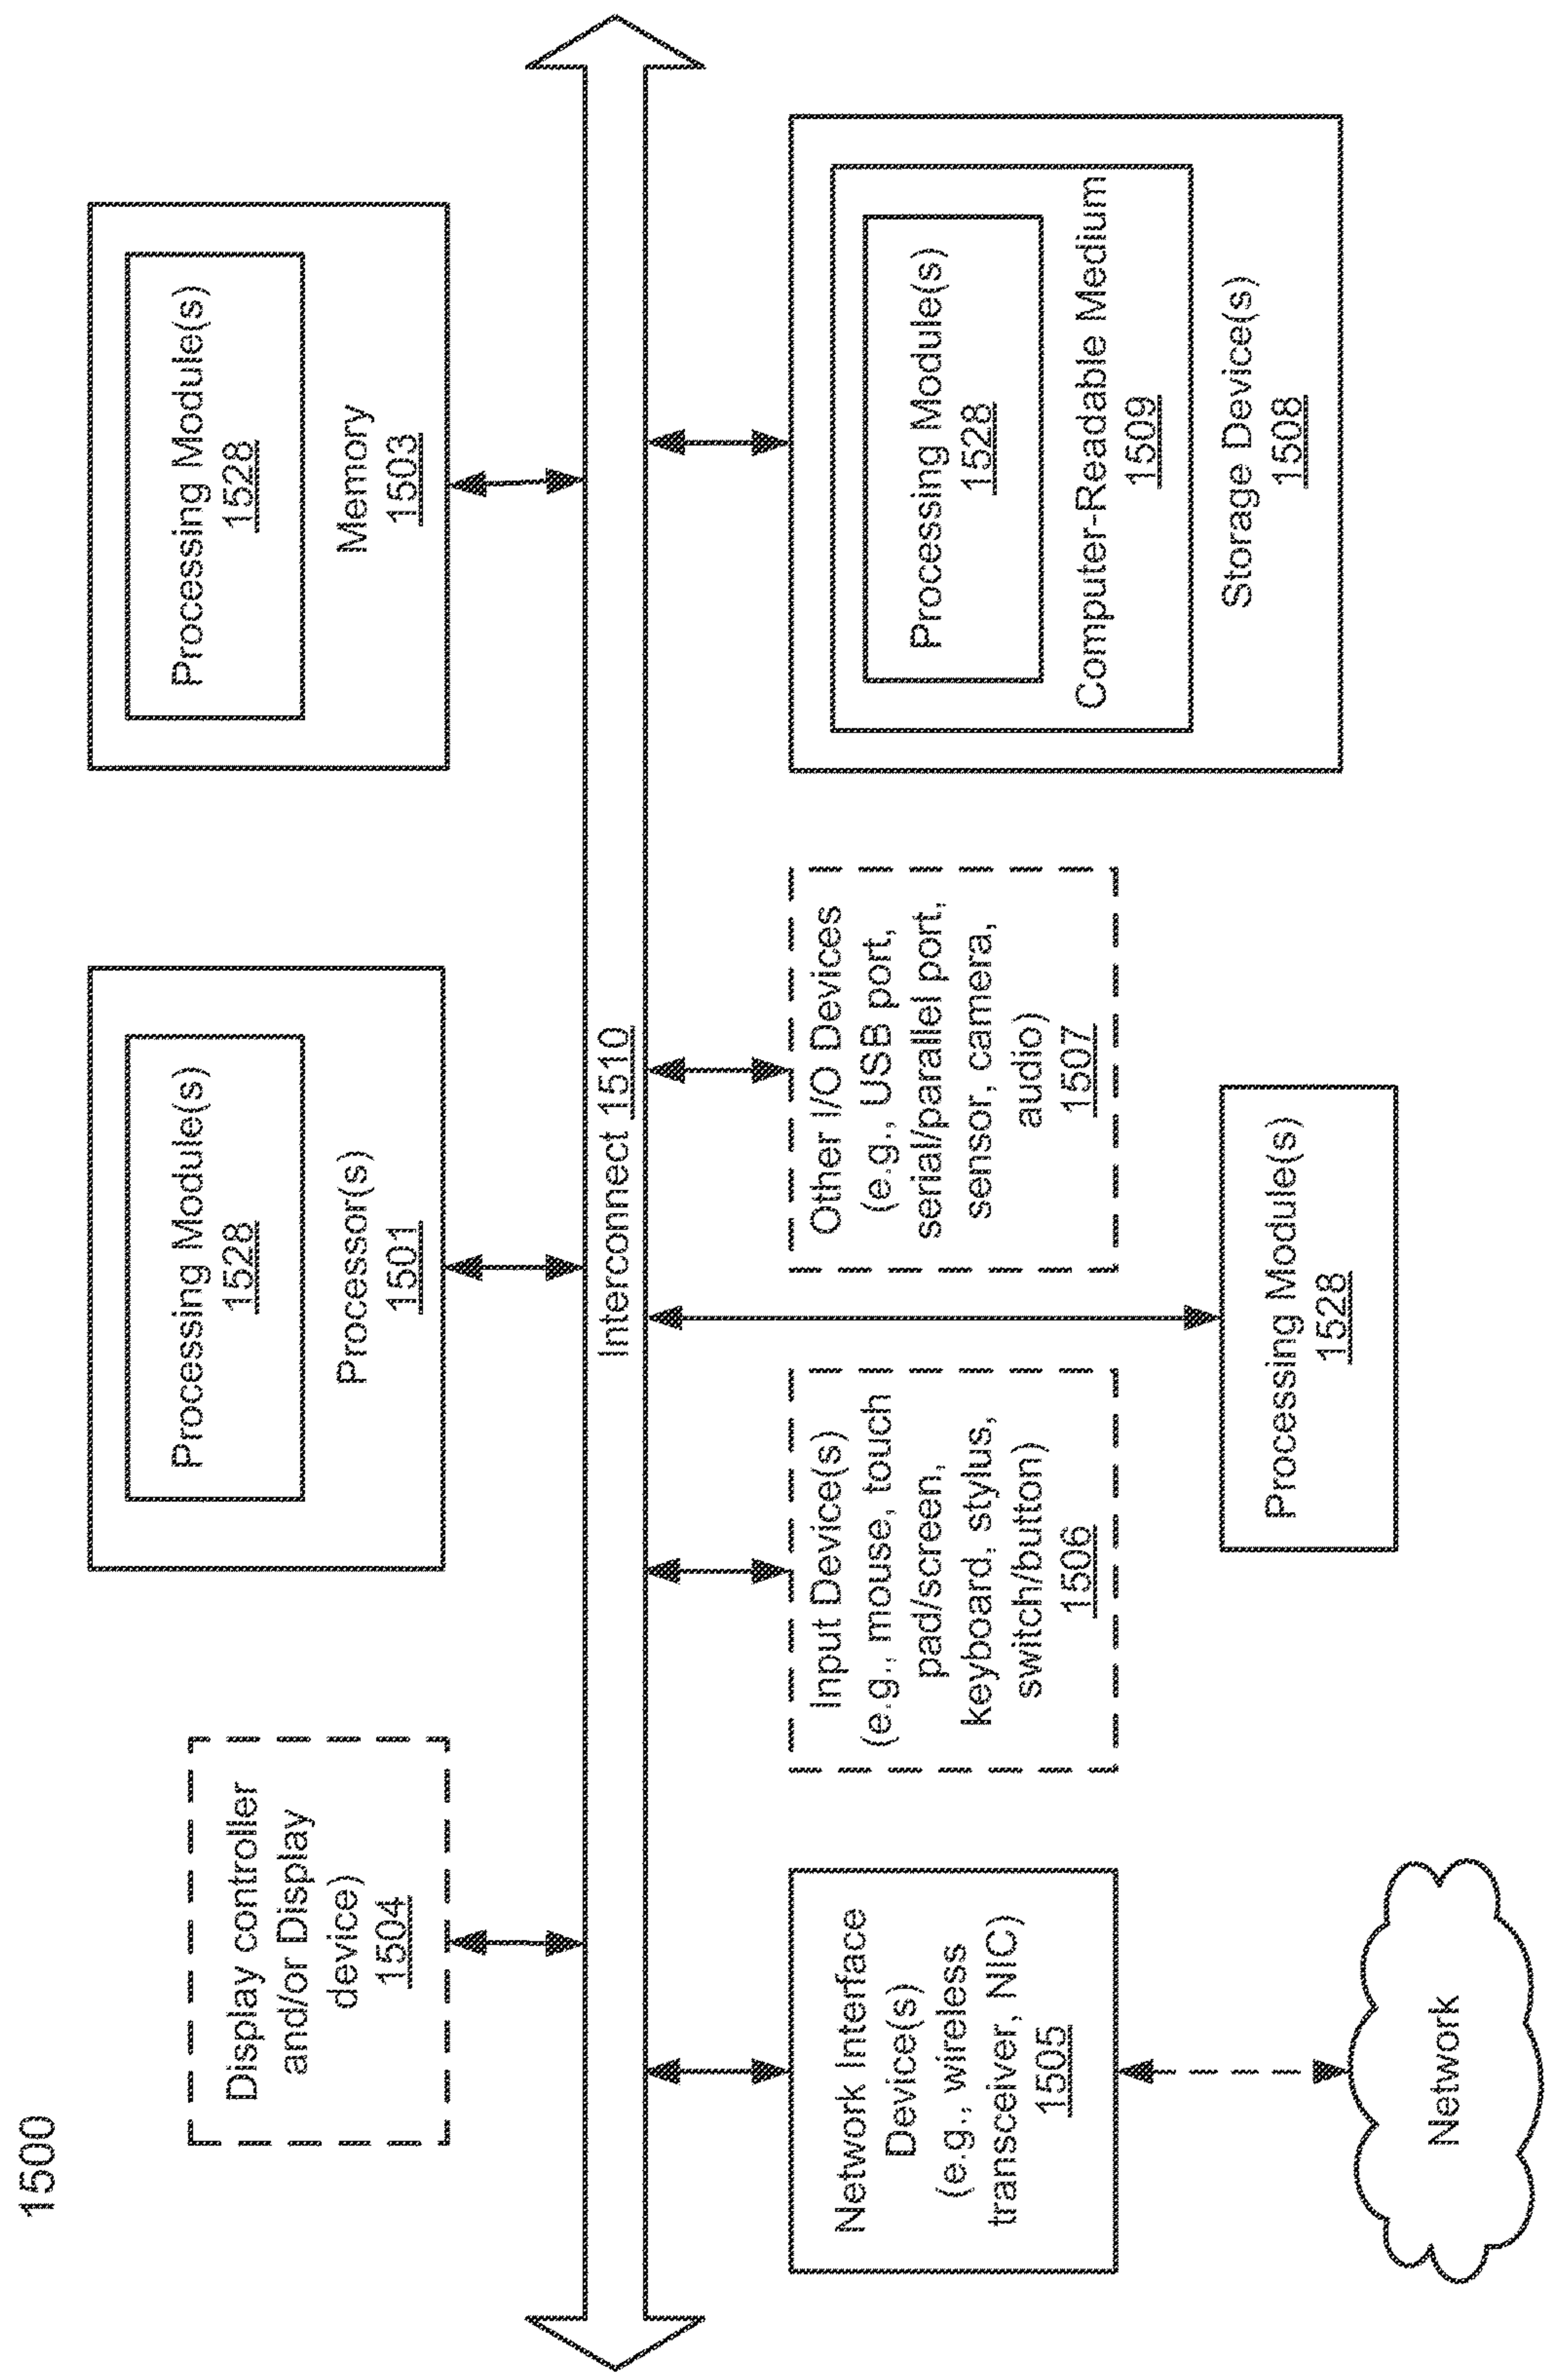 1500
Display controller
and/or Display
device)
1504
Processing Module(s)
1528
Processor(s)
1501
Processing Module(s)
1528
Memory
1503
Interconnect 1510
Network Interface
Device(s)
(e.g., wireless
transceiver, NIC)
1505
Input Device(s)
(e.g., mouse, touch
pad/screen,
keyboard, stylus,
switch/button)
1506
Other I/O Devices
(e.g., USB port,
serial/parallel port,
sensor, camera,
audio)
1507
Processing Module(s)
1528
Computer-Readable Medium
1509
Storage Device(s)
1508
Processing Module(s)
1528
Network